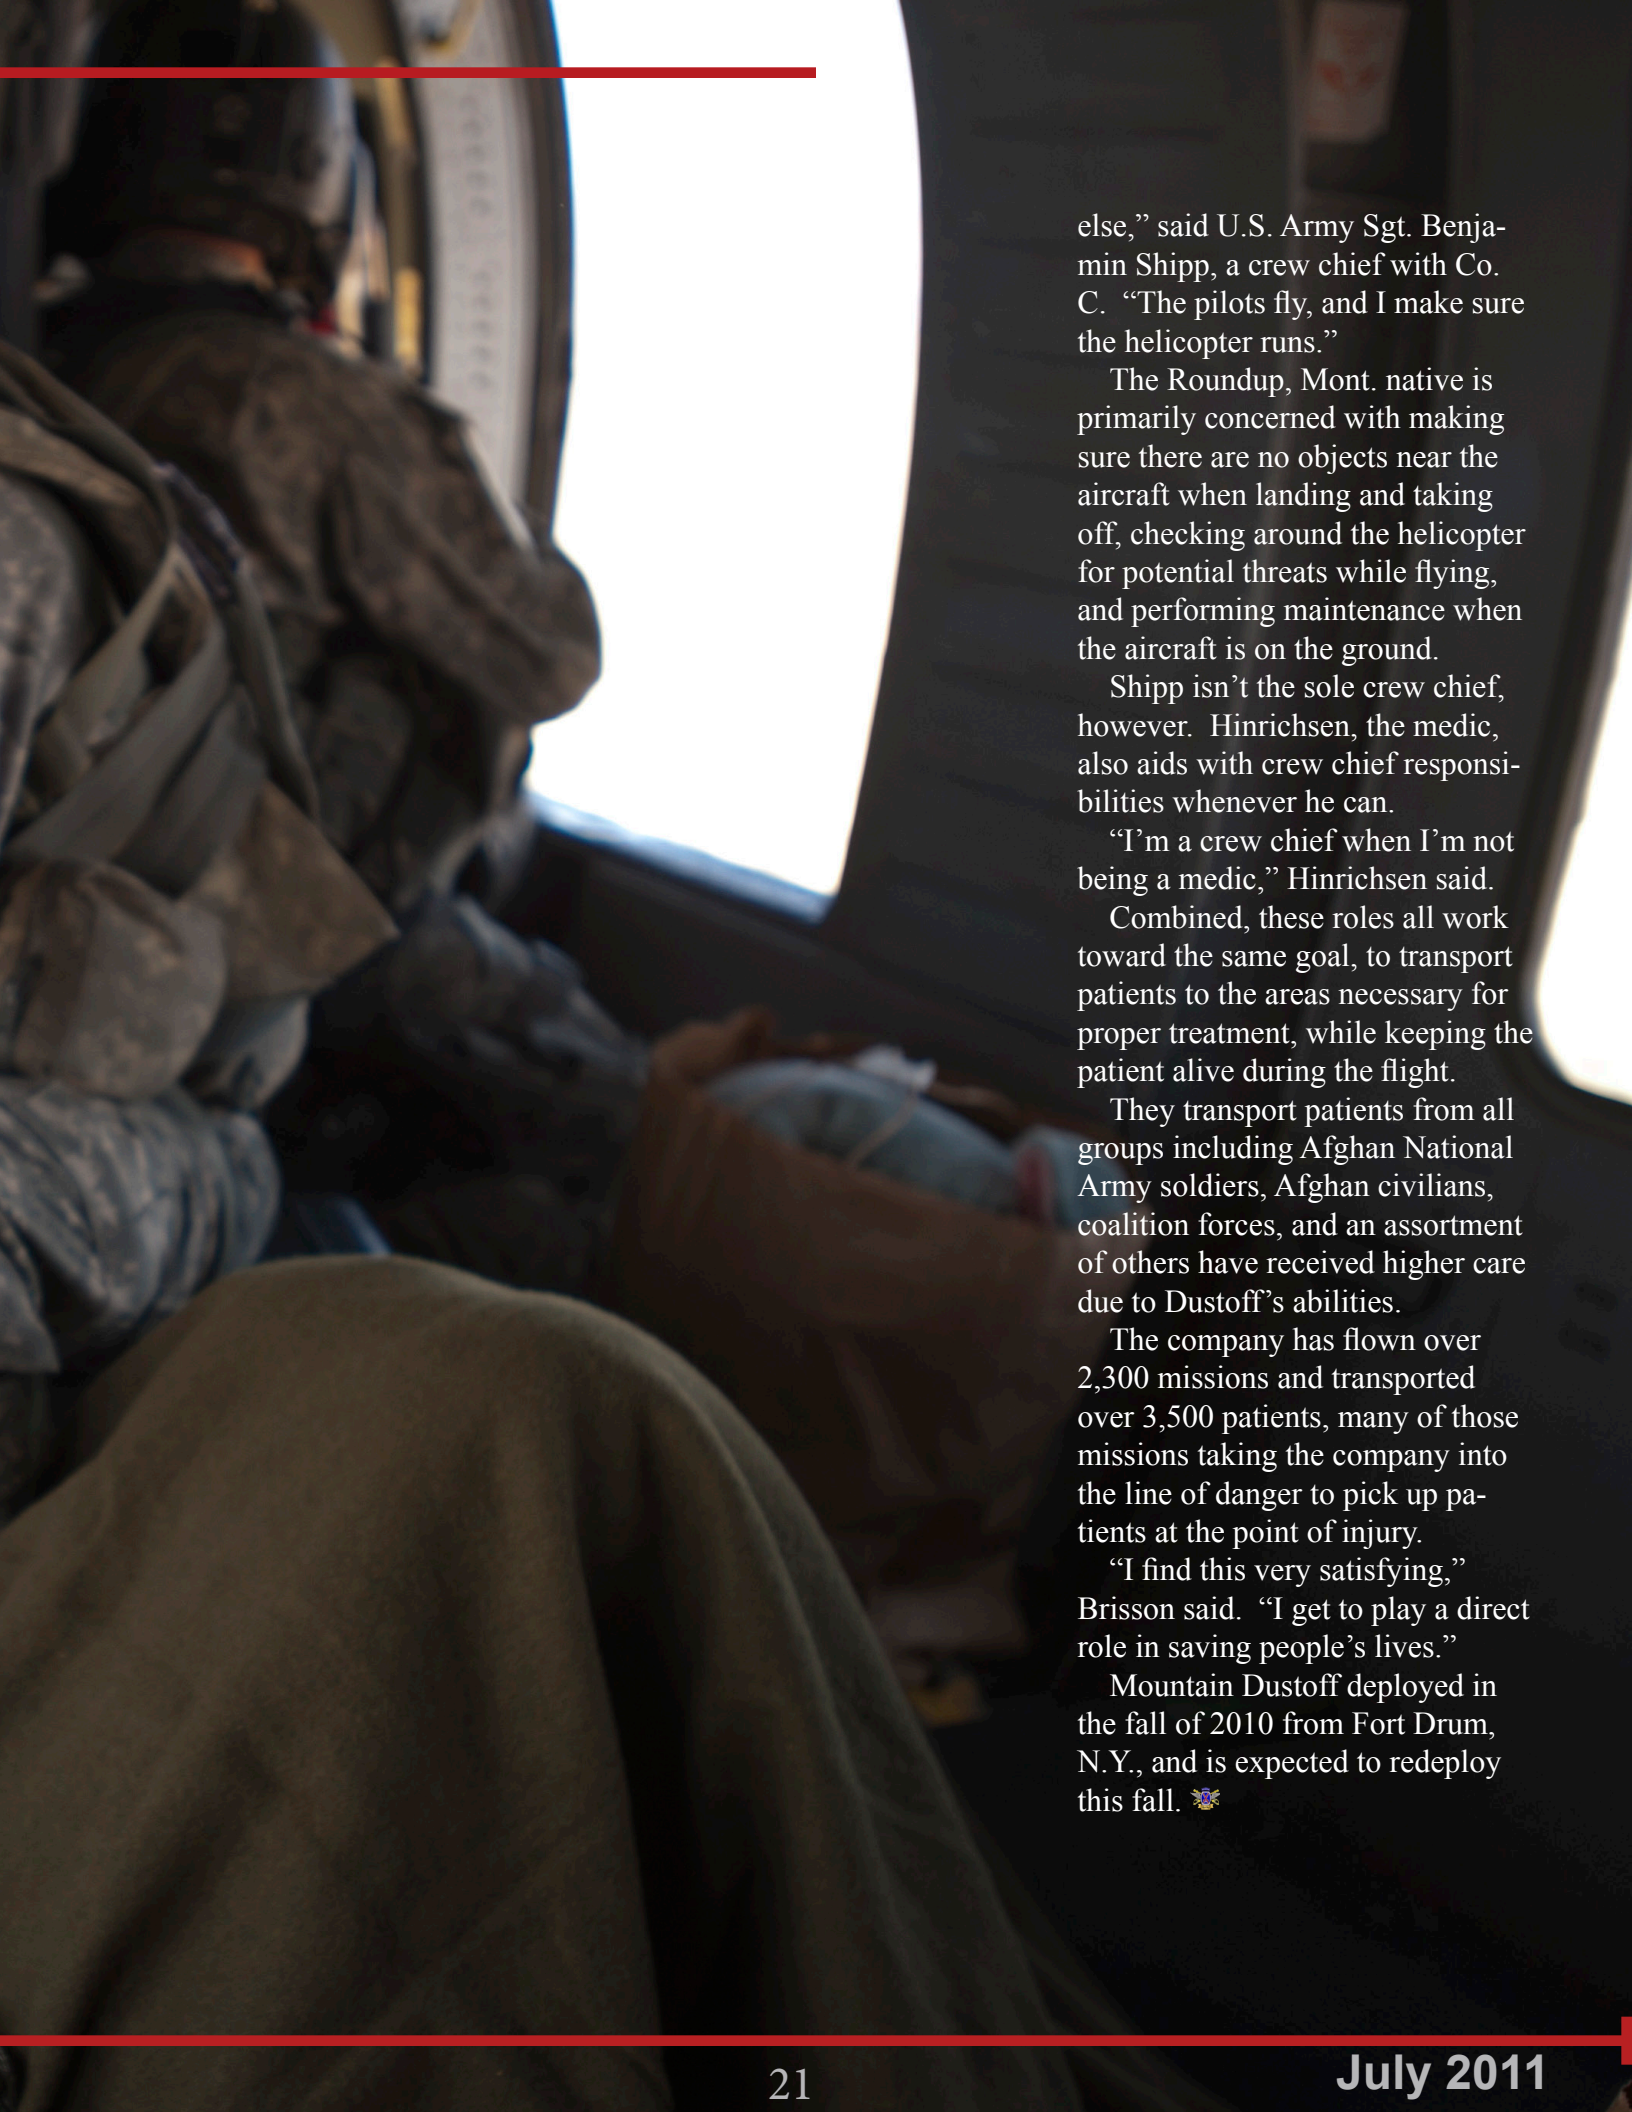 else,” said U.S. Army Sgt. Benja-
min Shipp, a crew chief with Co.
C.  “The pilots fly, and I make sure
the helicopter runs.”
The Roundup, Mont. native is
primarily concerned with making
sure there are no objects near the
aircraft when landing and taking
off, checking around the helicopter
for potential threats while flying,
and performing maintenance when
the aircraft is on the ground.
Shipp isn’t the sole crew chief,
however.  Hinrichsen, the medic,
also aids with crew chief responsi-
bilities whenever he can.
“I’m a crew chief when I’m not
being a medic,” Hinrichsen said.
Combined, these roles all work
toward the same goal, to transport
patients to the areas necessary for
proper treatment, while keeping the
patient alive during the flight.
They transport patients from all
groups including Afghan National
Army soldiers, Afghan civilians,
coalition forces, and an assortment
of others have received higher care
due to Dustoff’s abilities.
The company has flown over
2,300 missions and transported
over 3,500 patients, many of those
missions taking the company into
the line of danger to pick up pa-
tients at the point of injury.
“I find this very satisfying,”
Brisson said.  “I get to play a direct
role in saving people’s lives.”
Mountain Dustoff deployed in
the fall of 2010 from Fort Drum,
N.Y., and is expected to redeploy
this fall.
21
July 2011